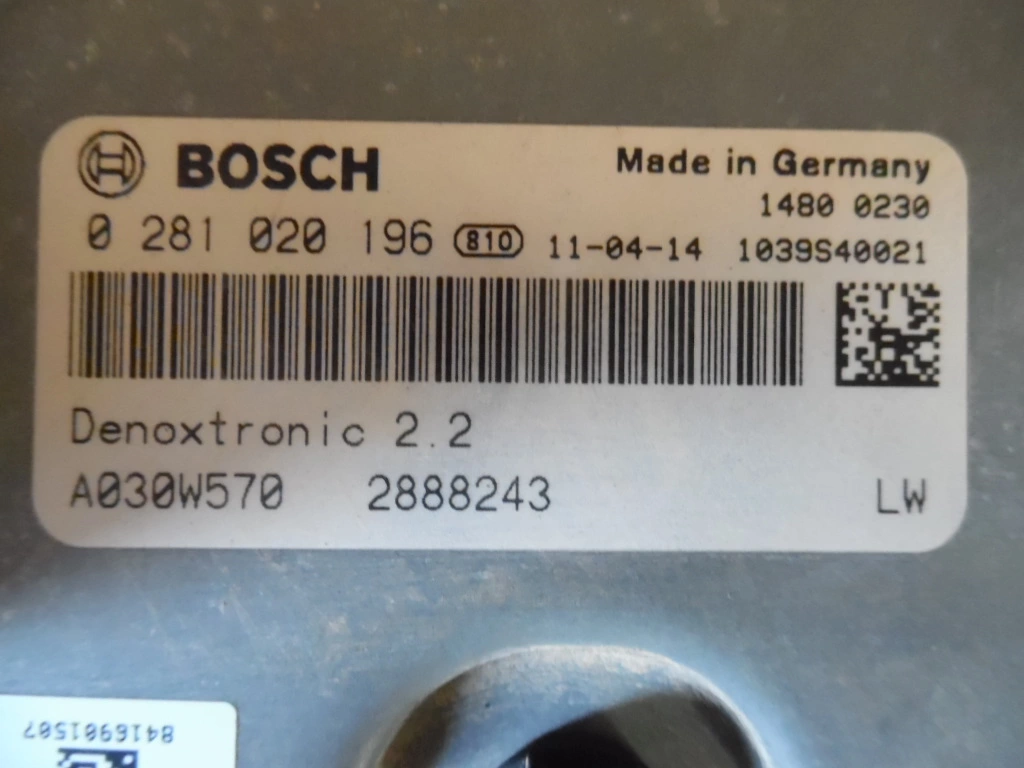 BOSCH Made in Germany
1480 0230
0 281 020 196 810 11-04-14 1039S40021
Denoxtronic 2.2
A030W570 2888243 LW
8416901507